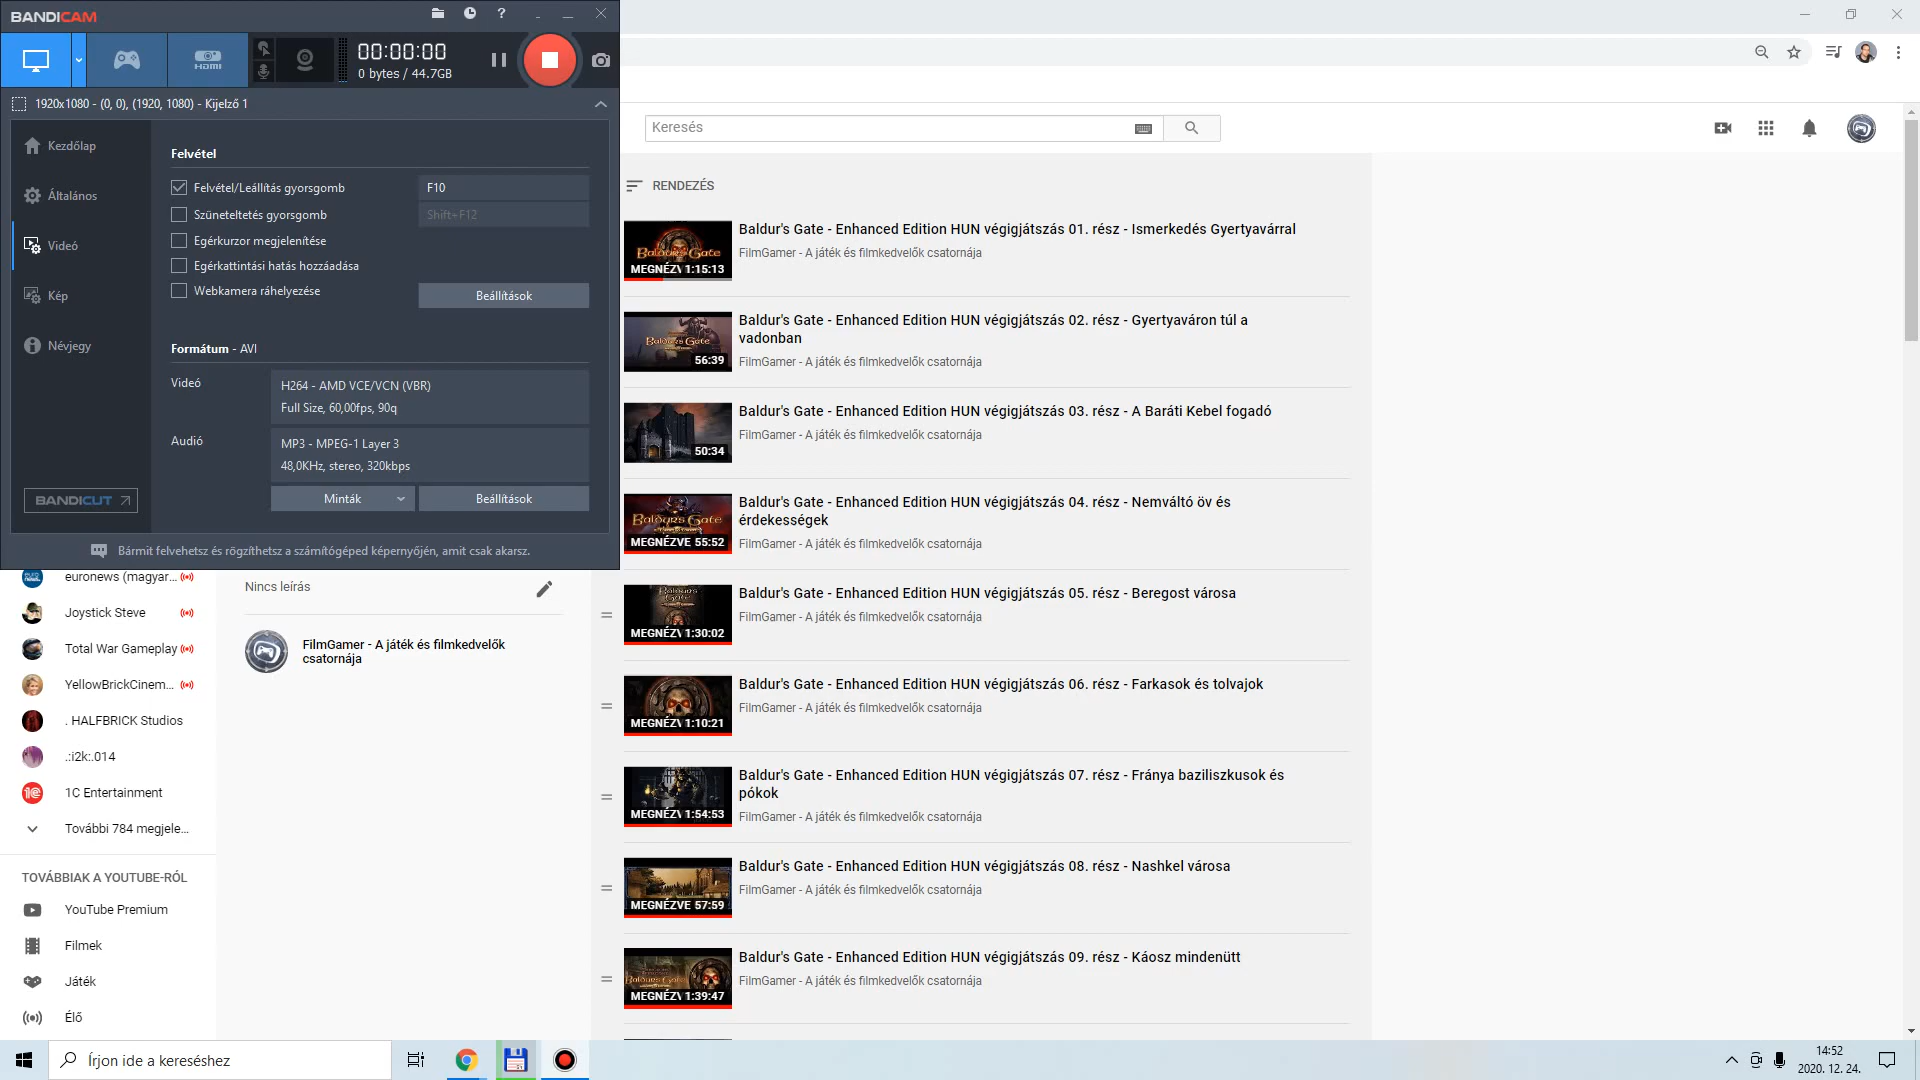 BANDICAM
00:00:00
0 bytes / 44.7GB
HDMI
1920x1080 - (0, 0), (1920, 1080) - Kijelző 1
Kezdőlap
Általános
Videó
Kép
Névjegy
BANDICUT
Felvétel
Felvétel/Leállítás gyorsgomb
F10
Szüneteltetés gyorsgomb
Shift+F12
Egérkurzor megjelenítése
Egérkattintási hatás hozzáadása
Webkamera ráhelyezése
Beállítások
Formátum - AVI
Videó
H264 - AMD VCE/VCN (VBR)
Full Size, 60,00fps, 90q
Audió
MP3 - MPEG-1 Layer 3
48,0KHz, stereo, 320kbps
Minták
Beállítások
Bármit felvehetsz és rögzíthetsz a számítógéped képernyőjén, amit csak akarsz.
euronews (magyar...
Joystick Steve
Total War Gameplay
YellowBrickCinem...
. HALFBRICK Studios
.:i2k:.014
1C Entertainment
További 784 megjele...
TOVÁBBIAK A YOUTUBE-RÓL
YouTube Premium
Filmek
Játék
Élő
Nincs leírás
FilmGamer - A játék és filmkedvelők
csatornája
Keresés
RENDEZÉS
Baldur's Gate - Enhanced Edition HUN végigjátszás 01. rész - Ismerkedés Gyertyavárral
FilmGamer - A játék és filmkedvelők csatornája
MEGNÉZV 1:15:13
Baldur's Gate - Enhanced Edition HUN végigjátszás 02. rész - Gyertyaváron túl a
vadonban
FilmGamer - A játék és filmkedvelők csatornája
56:39
Baldur's Gate - Enhanced Edition HUN végigjátszás 03. rész - A Baráti Kebel fogadó
FilmGamer - A játék és filmkedvelők csatornája
50:34
Baldur's Gate - Enhanced Edition HUN végigjátszás 04. rész - Nemváltó öv és
érdekességek
FilmGamer - A játék és filmkedvelők csatornája
MEGNÉZVE 55:52
Baldur's Gate - Enhanced Edition HUN végigjátszás 05. rész - Beregost városa
FilmGamer - A játék és filmkedvelők csatornája
MEGNÉZV 1:30:02
Baldur's Gate - Enhanced Edition HUN végigjátszás 06. rész - Farkasok és tolvajok
FilmGamer - A játék és filmkedvelők csatornája
MEGNÉZV 1:10:21
Baldur's Gate - Enhanced Edition HUN végigjátszás 07. rész - Fránya baziliszkusok és
pókok
FilmGamer - A játék és filmkedvelők csatornája
MEGNÉZV 1:54:53
Baldur's Gate - Enhanced Edition HUN végigjátszás 08. rész - Nashkel városa
FilmGamer - A játék és filmkedvelők csatornája
MEGNÉZVE 57:59
Baldur's Gate - Enhanced Edition HUN végigjátszás 09. rész - Káosz mindenütt
FilmGamer - A játék és filmkedvelők csatornája
MEGNÉZV 1:39:47
Írjon ide a kereséshez
14:52
2020. 12. 24.